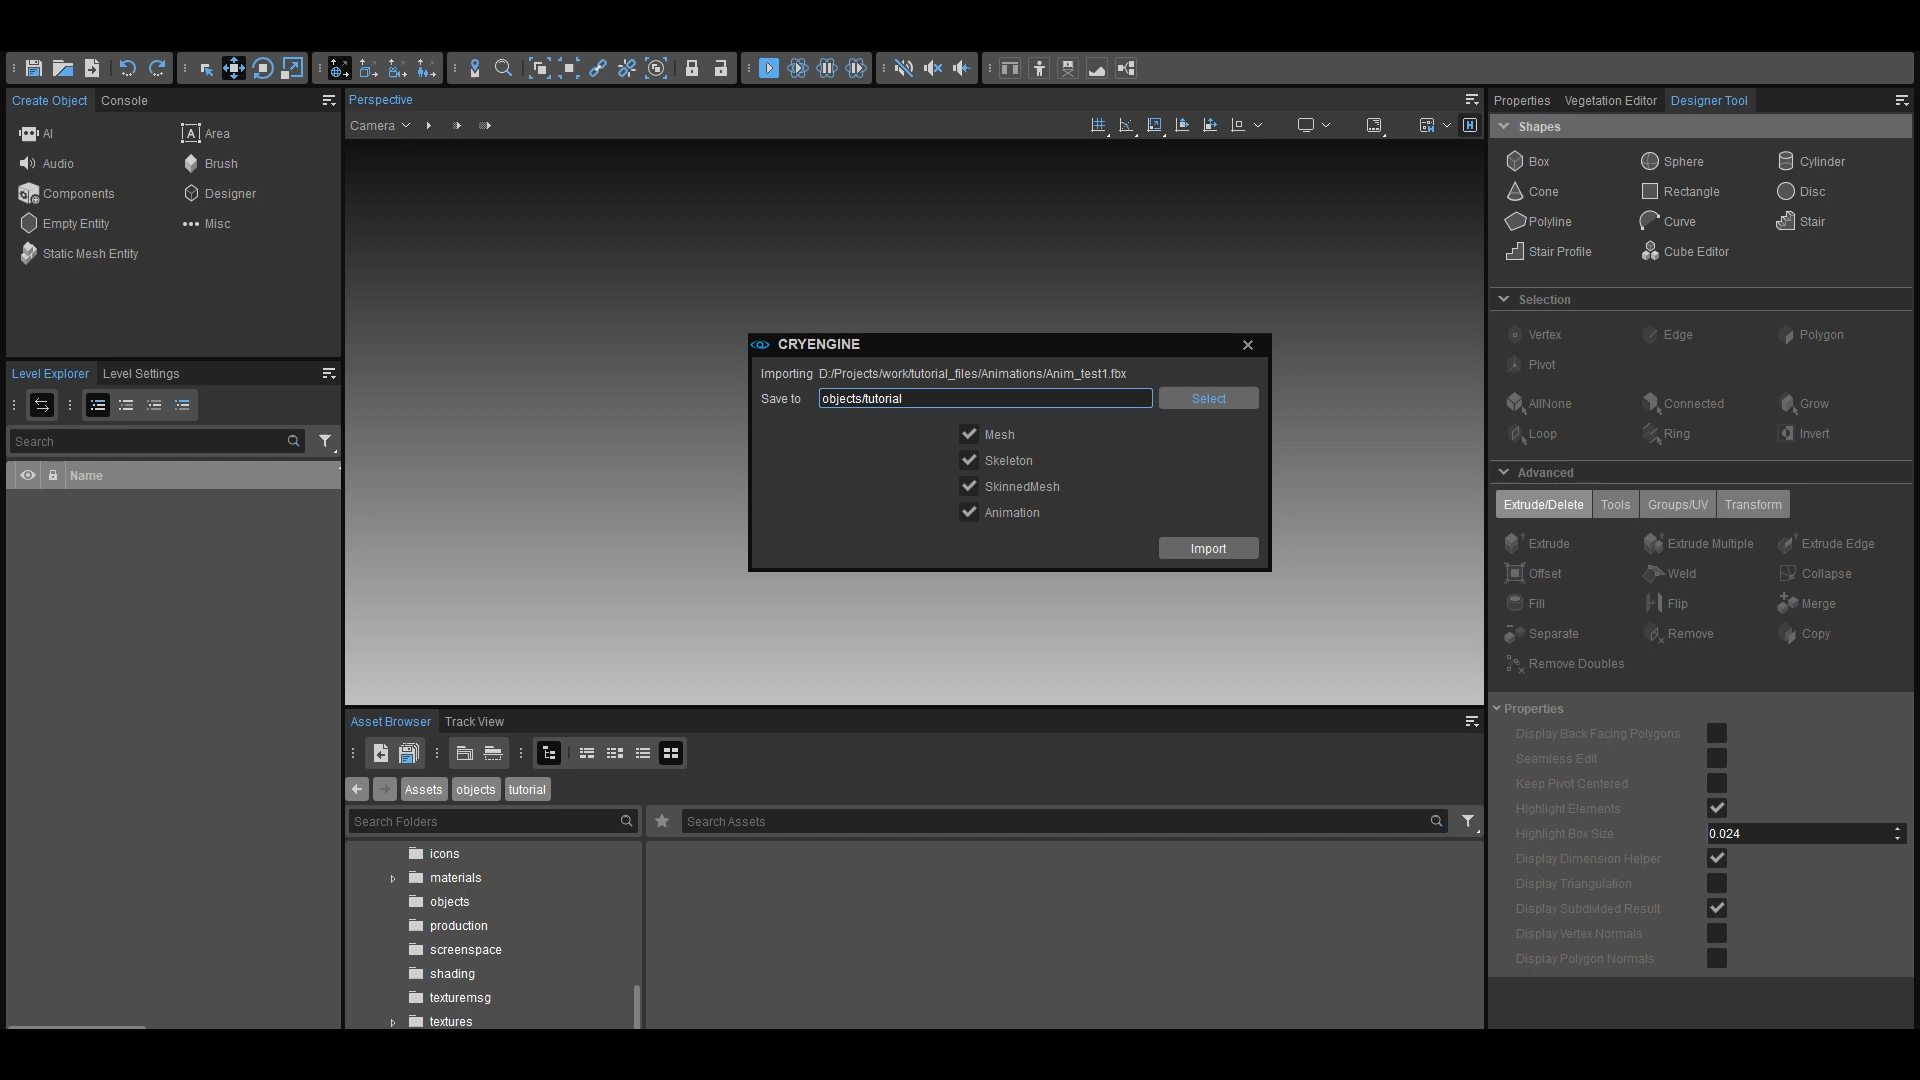 Create Object Console
AI Area
Audio Brush
Components Designer
Empty Entity Misc
Static Mesh Entity
Level Explorer Level Settings
Search
Name
Perspective
Camera
CRYENGINE
Importing D:/Projects/work/tutorial_files/Animations/Anim_test1.fbx
Save to objects/tutorial Select
Mesh
Skeleton
SkinnedMesh
Animation
Import
Asset Browser Track View
Assets objects tutorial
Search Folders Search Assets
icons
materials
objects
production
screenspace
shading
texturemsg
textures
Properties Vegetation Editor Designer Tool
Shapes
Box Sphere Cylinder
Cone Rectangle Disc
Polyline Curve Stair
Stair Profile Cube Editor
Selection
Vertex Edge Polygon
Pivot
AllNone Connected Grow
Loop Ring Invert
Advanced
Extrude/Delete Tools Groups/UV Transform
Extrude Extrude Multiple Extrude Edge
Offset Weld Collapse
Fill Flip Merge
Separate Remove Copy
Remove Doubles
Properties
Display Back Facing Polygons
Seamless Edit
Keep Pivot Centered
Highlight Elements
Highlight Box Size 0.024
Display Dimension Helper
Display Triangulation
Display Subdivided Result
Display Vertex Normals
Display Polygon Normals